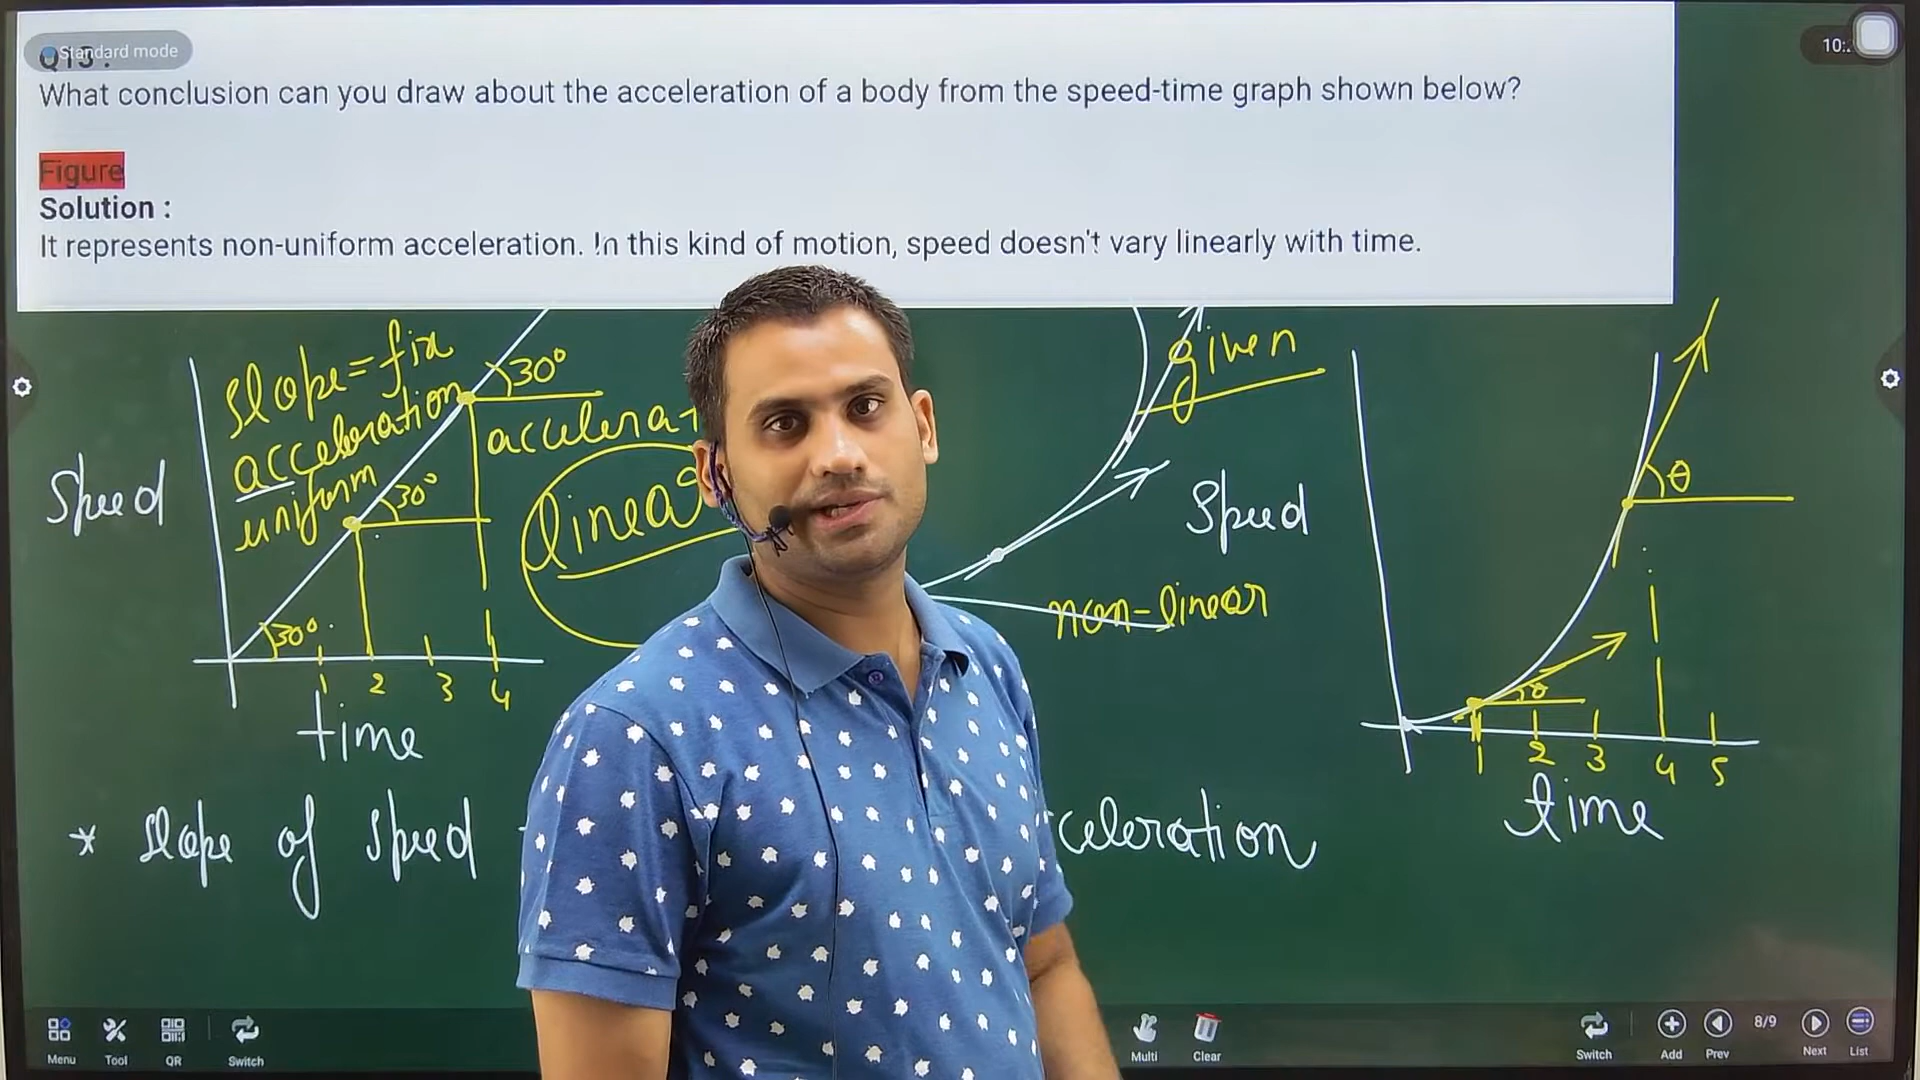 Standard mode
Q13 :
10:
What conclusion can you draw about the acceleration of a body from the speed-time graph shown below?
Figure
Solution :
It represents non-uniform acceleration. In this kind of motion, speed doesn't vary linearly with time.
slope = fix
acceleration
uniform
30°
30°
30°
linear
Speed
1 2 3 4
time
given
Speed
non-linear
θ
θ
1 2 3 4 5
time
* slope of speed
Menu Tool QR Switch Multi Clear Switch Add Prev 8/9 Next List